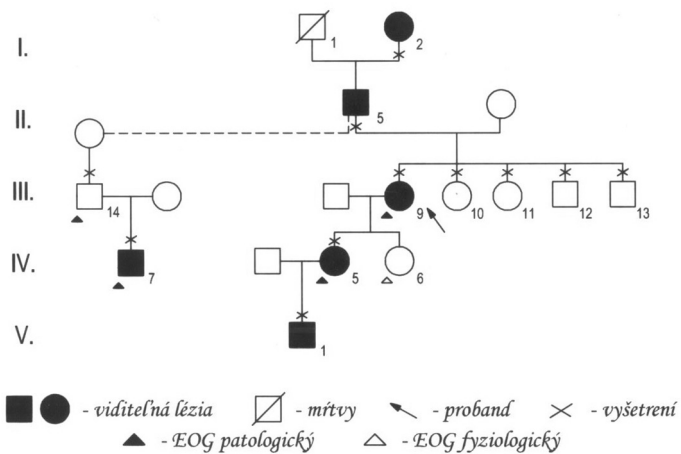 I.
1
2
II.
5
III.
14
9
10
11
12
13
IV.
7
5
6
V.
1
- viditeľná lézia - mŕtvy - proband - vyšetrení
- EOG patologický - EOG fyziologický